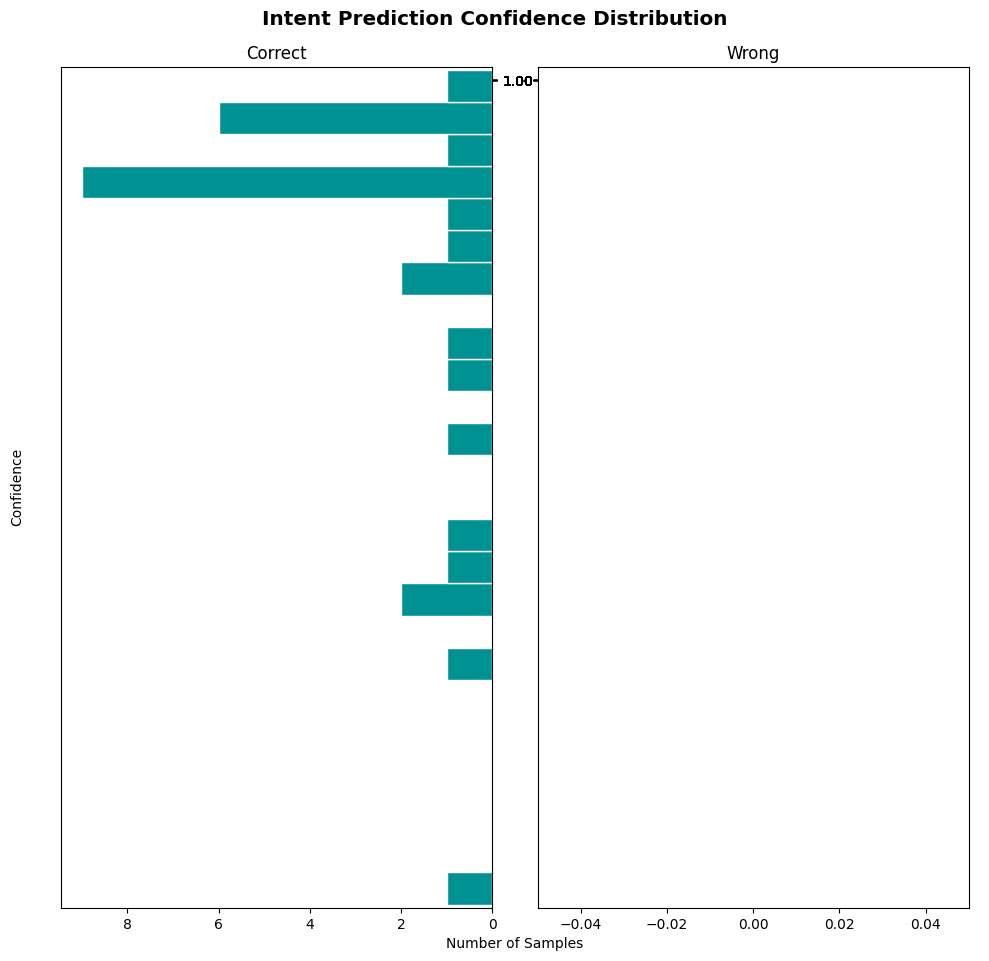 Intent Prediction Confidence Distribution
Correct
Wrong
1.00
Confidence
8 6 4 2 0
−0.04 −0.02 0.00 0.02 0.04
Number of Samples